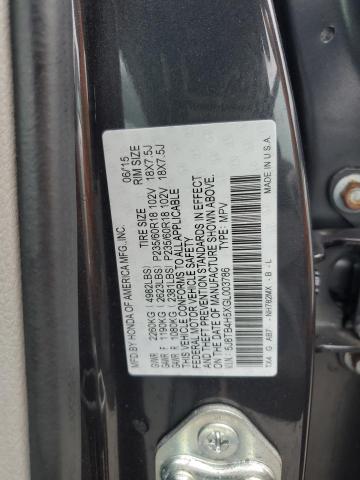 MFD. BY HONDA OF AMERICA MFG., INC. 06/15
TIRE SIZE RIM SIZE
GVWR 2260KG (4982LBS)
GAWR F 1190KG (2623LBS) P235/60R18 102V 18X7.5J
GAWR R 1080KG (2381LBS) P235/60R18 102V 18X7.5J
THIS VEHICLE CONFORMS TO ALL APPLICABLE
FEDERAL MOTOR VEHICLE SAFETY
AND THEFT PREVENTION STANDARDS IN EFFECT
ON THE DATE OF MANUFACTURE SHOWN ABOVE.
5J8TB4H5XGL003786 TYPE: MPV
TX4 G AB7 - NH782MX - B - L MADE IN U.S.A.